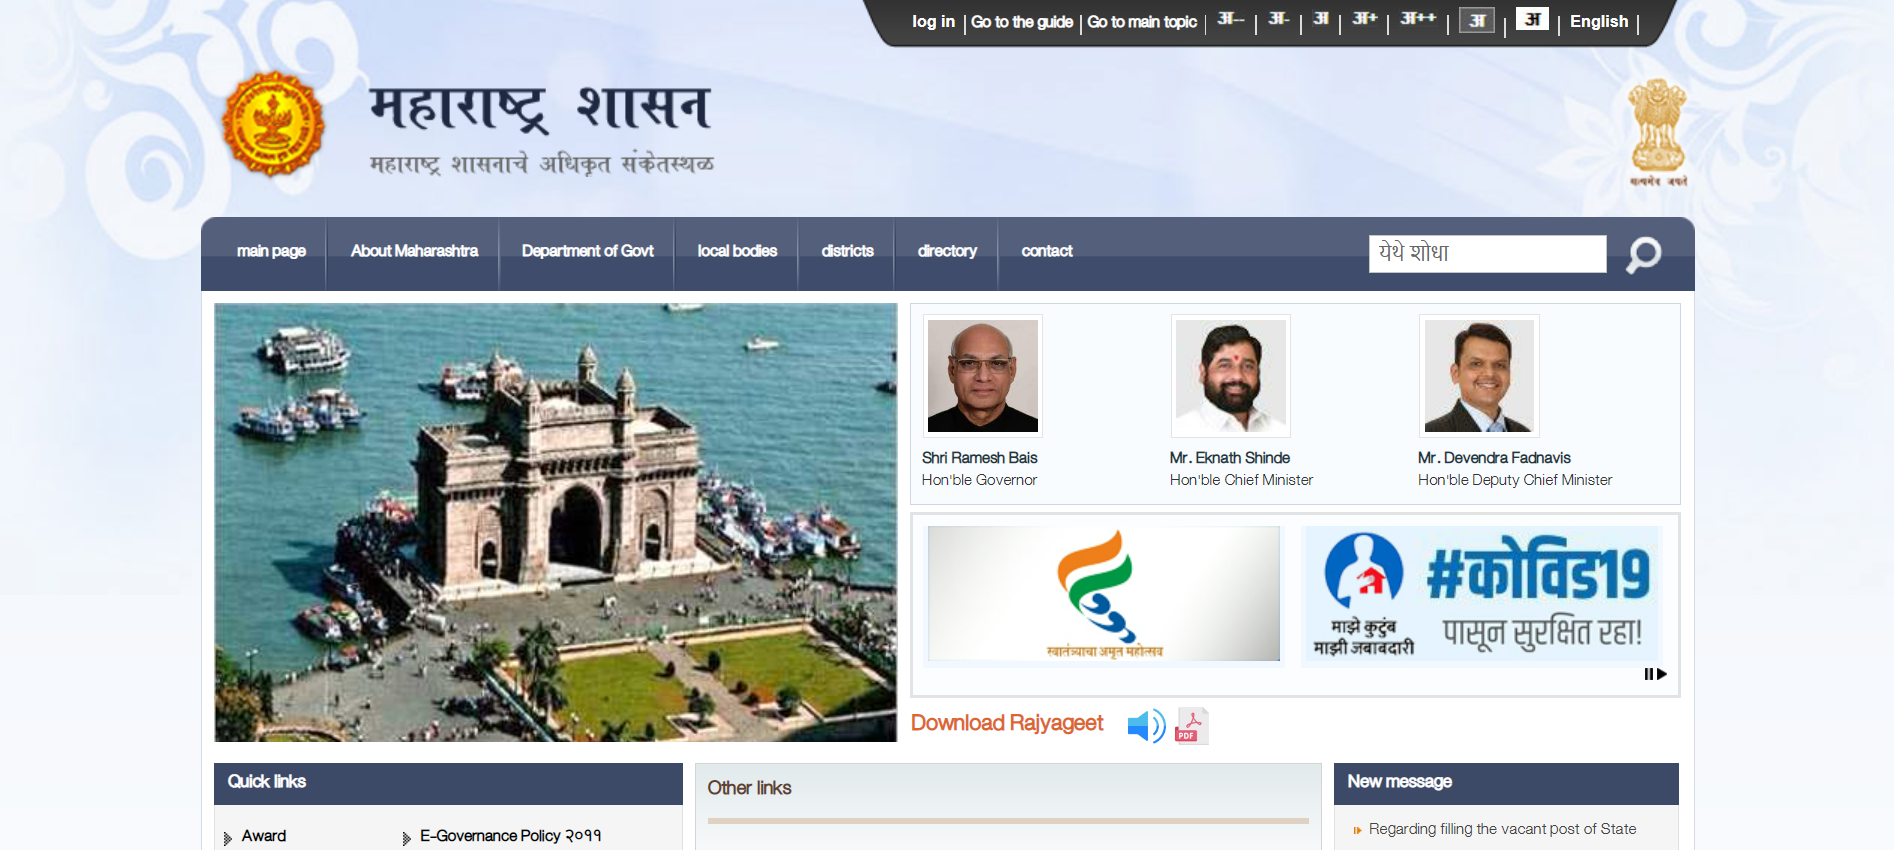 log in | Go to the guide | Go to main topic | अ-- | अ- | अ | अ+ | अ++ | अ | अ | English |
महाराष्ट्र शासन
महाराष्ट्र शासनाचे अधिकृत संकेतस्थळ
सत्यमेव जयते
main page About Maharashtra Department of Govt local bodies districts directory contact येथे शोधा
Shri Ramesh Bais
Hon'ble Governor
Mr. Eknath Shinde
Hon'ble Chief Minister
Mr. Devendra Fadnavis
Hon'ble Deputy Chief Minister
स्वातंत्र्याचा अमृत महोत्सव
#कोविड19
माझे कुटुंब
माझी जबाबदारी
पासून सुरक्षित रहा!
Download Rajyageet PDF
Quick links
Award E-Governance Policy २०११
Other links
New message
Regarding filling the vacant post of State